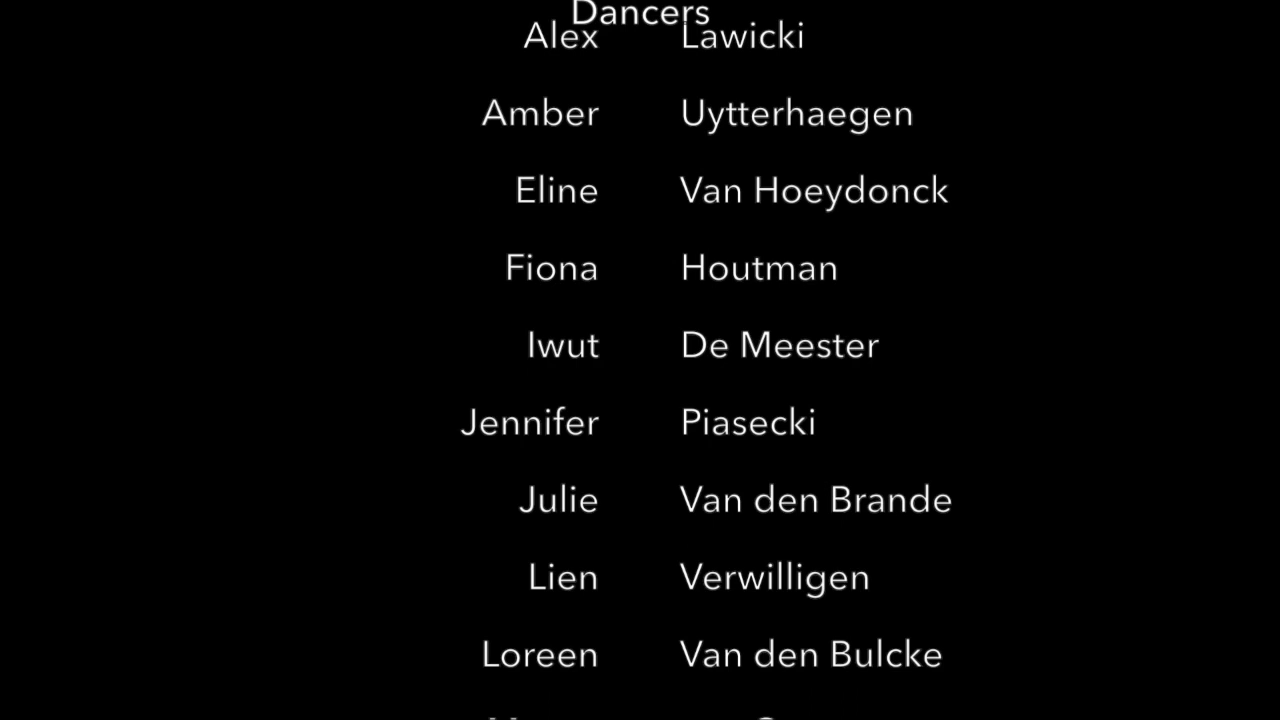 Dancers
Alex Lawicki
Amber Uytterhaegen
Eline Van Hoeydonck
Fiona Houtman
Iwut De Meester
Jennifer Piasecki
Julie Van den Brande
Lien Verwilligen
Loreen Van den Bulcke